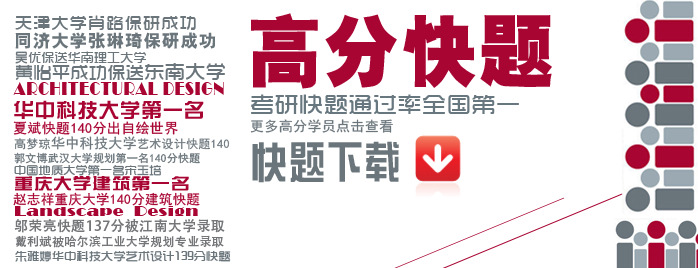 天津大学肖路保研成功
同济大学张琳琦保研成功
吴优保送华南理工大学
黄怡平成功保送东南大学
ARCHITECTURAL DESIGN
华中科技大学第一名
夏斌快题140分出自绘世界
高梦琼华中科技大学艺术设计快题140
郭文博武汉大学规划第一名140分快题
中国地质大学第一名宋玉培
重庆大学建筑第一名
赵志祥重庆大学140分建筑快题
Landscape Design
邬荣亮快题137分被江南大学录取
戴利斌被哈尔滨工业大学规划专业录取
朱雅婷华中科技大学艺术设计139分快题
高分快题
考研快题通过率全国第一
更多高分学员点击查看
快题下载